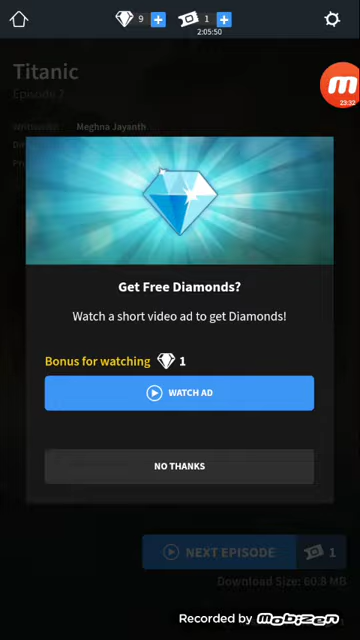 9 + 1 +
2:05:50
Titanic
Episode 2
23:32
Meghna Jayanth
Get Free Diamonds?
Watch a short video ad to get Diamonds!
Bonus for watching 1
WATCH AD
NO THANKS
NEXT EPISODE 1
Download Size: 60.8 MB
Recorded by mobizen